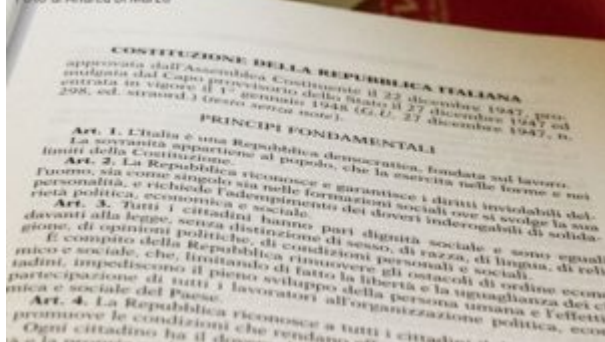 COSTITUZIONE DELLA REPUBBLICA ITALIANA
approvata dall'Assemblea Costituente il 22 dicembre 1947, pro-
mulgata dal Capo provvisorio dello Stato il 27 dicembre 1947 ed
entrata in vigore il 1° gennaio 1948 (G.U. 27 dicembre 1947, n.
298, ed. straord.) (testo senza note).
PRINCIPI FONDAMENTALI
Art. 1. L'Italia è una Repubblica democratica, fondata sul lavoro.
La sovranità appartiene al popolo, che la esercita nelle forme e nei
limiti della Costituzione.
Art. 2. La Repubblica riconosce e garantisce i diritti inviolabili del-
l'uomo, sia come singolo sia nelle formazioni sociali ove si svolge la sua
personalità, e richiede l'adempimento dei doveri inderogabili di solida-
rietà politica, economica e sociale.
Art. 3. Tutti i cittadini hanno pari dignità sociale e sono eguali
davanti alla legge, senza distinzione di sesso, di razza, di lingua, di reli
gione, di opinioni politiche, di condizioni personali e sociali.
È compito della Repubblica rimuovere gli ostacoli di ordine econo
mico e sociale, che, limitando di fatto la libertà e la uguaglianza dei c
tadini, impediscono il pieno sviluppo della persona umana e l'effetti
partecipazione di tutti i lavoratori all'organizzazione politica, eco
mica e sociale del Paese.
Art. 4. La Repubblica riconosce a tutti i cittadini
promuove le condizioni che rendano
Ogni cittadino ha il dovere